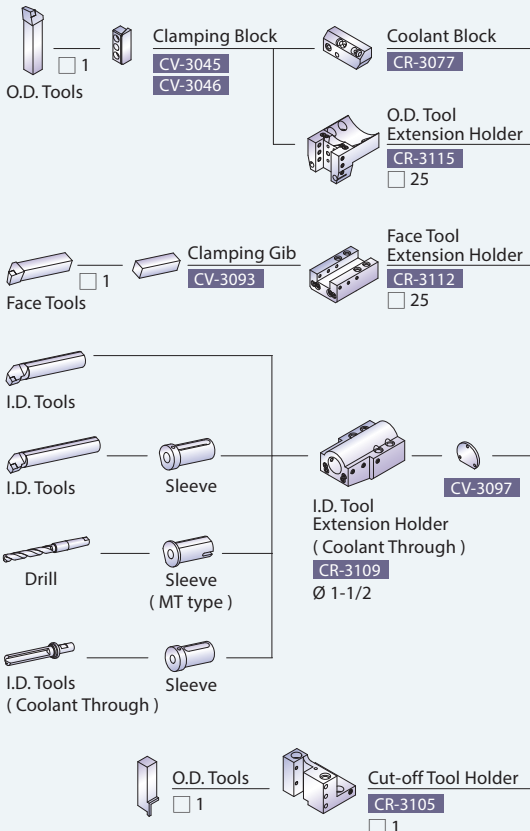 Clamping Block
CV-3045
CV-3046
Coolant Block
CR-3077
□ 1
O.D. Tools
O.D. Tool
Extension Holder
CR-3115
□ 25
Clamping Gib
CV-3093
Face Tool
Extension Holder
CR-3112
□ 25
□ 1
Face Tools
I.D. Tools
I.D. Tools
Sleeve
CV-3097
I.D. Tool
Extension Holder
( Coolant Through )
CR-3109
Ø 1-1/2
Drill
Sleeve
( MT type )
I.D. Tools
( Coolant Through )
Sleeve
O.D. Tools
□ 1
Cut-off Tool Holder
CR-3105
□ 1